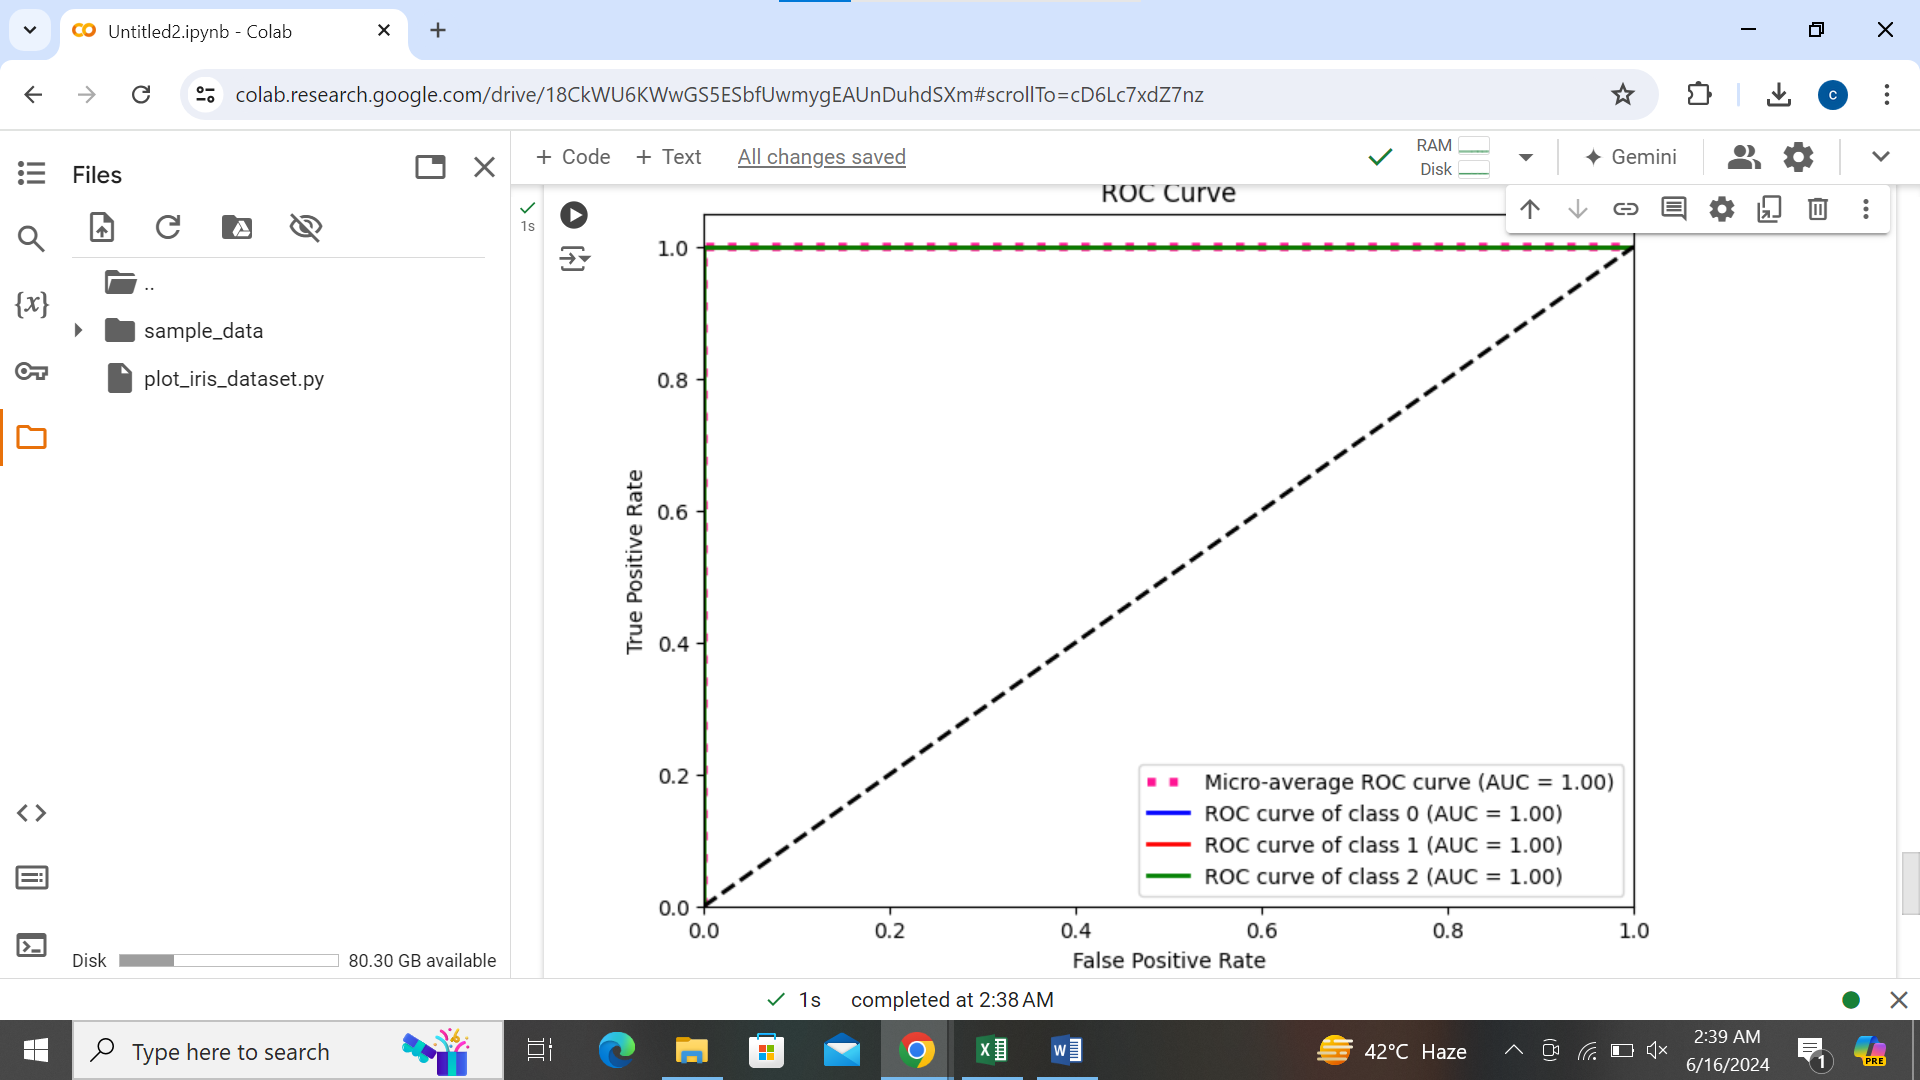 Untitled2.ipynb - Colab
colab.research.google.com/drive/18CkWU6KWwGS5ESbfUwmygEAUnDuhdSXm#scrollTo=cD6Lc7xdZ7nz
c
Files
+ Code + Text All changes saved
RAM
Disk
Gemini
..
sample_data
plot_iris_dataset.py
{x}
Disk 80.30 GB available
1s
ROC Curve
True Positive Rate
1.0
0.8
0.6
0.4
0.2
0.0
Micro-average ROC curve (AUC = 1.00)
ROC curve of class 0 (AUC = 1.00)
ROC curve of class 1 (AUC = 1.00)
ROC curve of class 2 (AUC = 1.00)
0.0 0.2 0.4 0.6 0.8 1.0
False Positive Rate
1s completed at 2:38 AM
Type here to search
42°C Haze
2:39 AM
6/16/2024
1
PRE